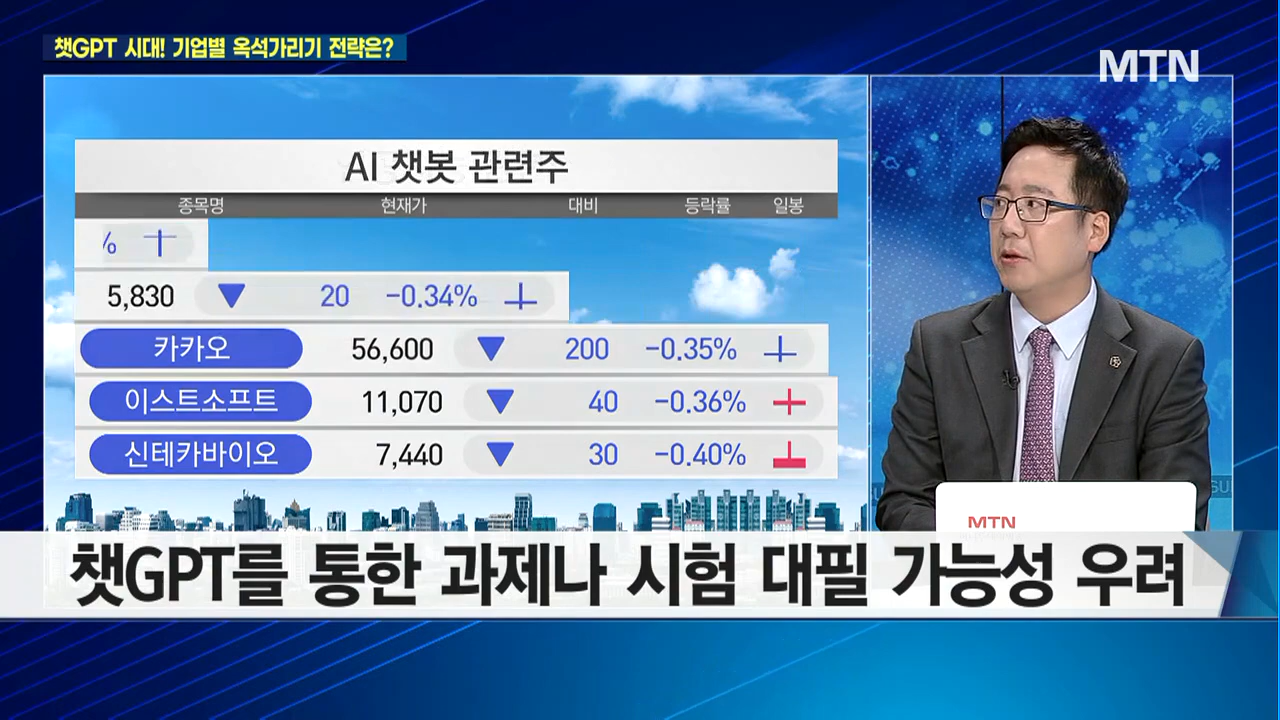 챗GPT 시대! 기업별 옥석가리기 전략은?
MTN
AI 챗봇 관련주
종목명 현재가 대비 등락률 일봉
%
5,830 ▼ 20 -0.34%
카카오 56,600 ▼ 200 -0.35%
이스트소프트 11,070 ▼ 40 -0.36%
신테카바이오 7,440 ▼ 30 -0.40%
SU
MTN
챗GPT를 통한 과제나 시험 대필 가능성 우려